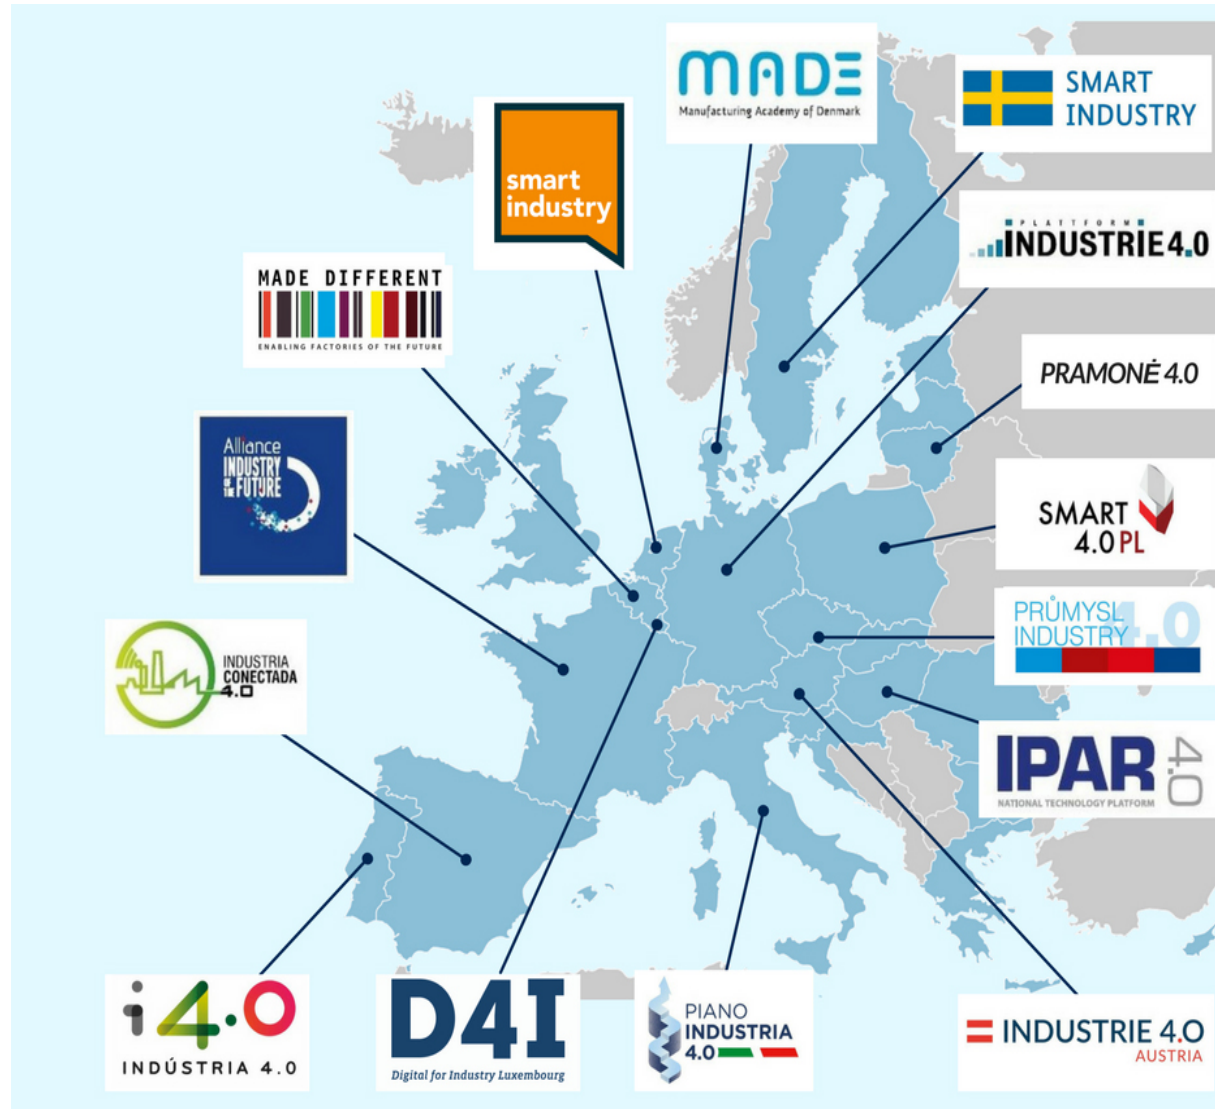 MADE
Manufacturing Academy of Denmark
SMART
INDUSTRY
smart
industry
PLATTFORM
INDUSTRIE4.0
MADE DIFFERENT
ENABLING FACTORIES OF THE FUTURE
PRAMONĖ 4.0
Alliance
INDUSTRY
OF THE FUTURE
SMART
4.0 PL
PRŮMYSL 4.0
INDUSTRY
INDUSTRIA
CONECTADA
4.0
IPAR 4.0
NATIONAL TECHNOLOGY PLATFORM
i4.0
INDÚSTRIA 4.0
D4I
Digital for Industry Luxembourg
PIANO
INDUSTRIA
4.0
INDUSTRIE 4.0
AUSTRIA